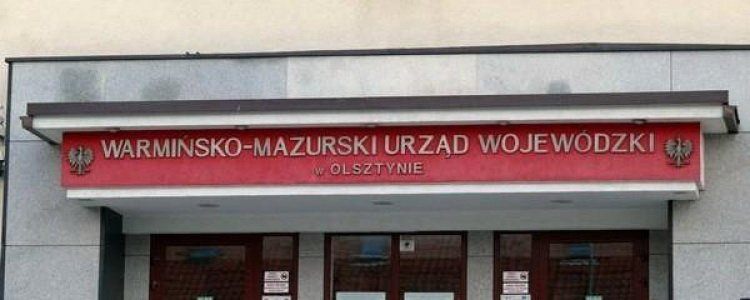 WARMIŃSKO-MAZURSKI URZĄD WOJEWÓDZKI
w OLSZTYNIE